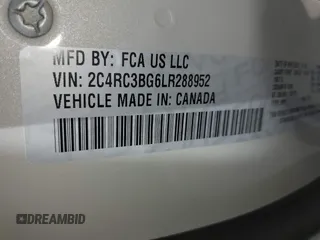 MFD BY: FCA US LLC
VIN: 2C4RC3BG6LR288952
VEHICLE MADE IN: CANADA
DREAMBID